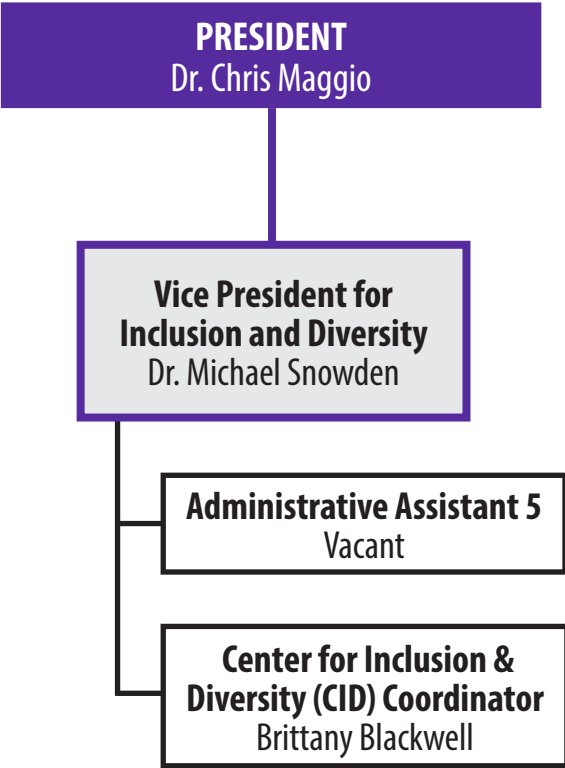 PRESIDENT
Dr. Chris Maggio
Vice President for
Inclusion and Diversity
Dr. Michael Snowden
Administrative Assistant 5
Vacant
Center for Inclusion &
Diversity (CID) Coordinator
Brittany Blackwell